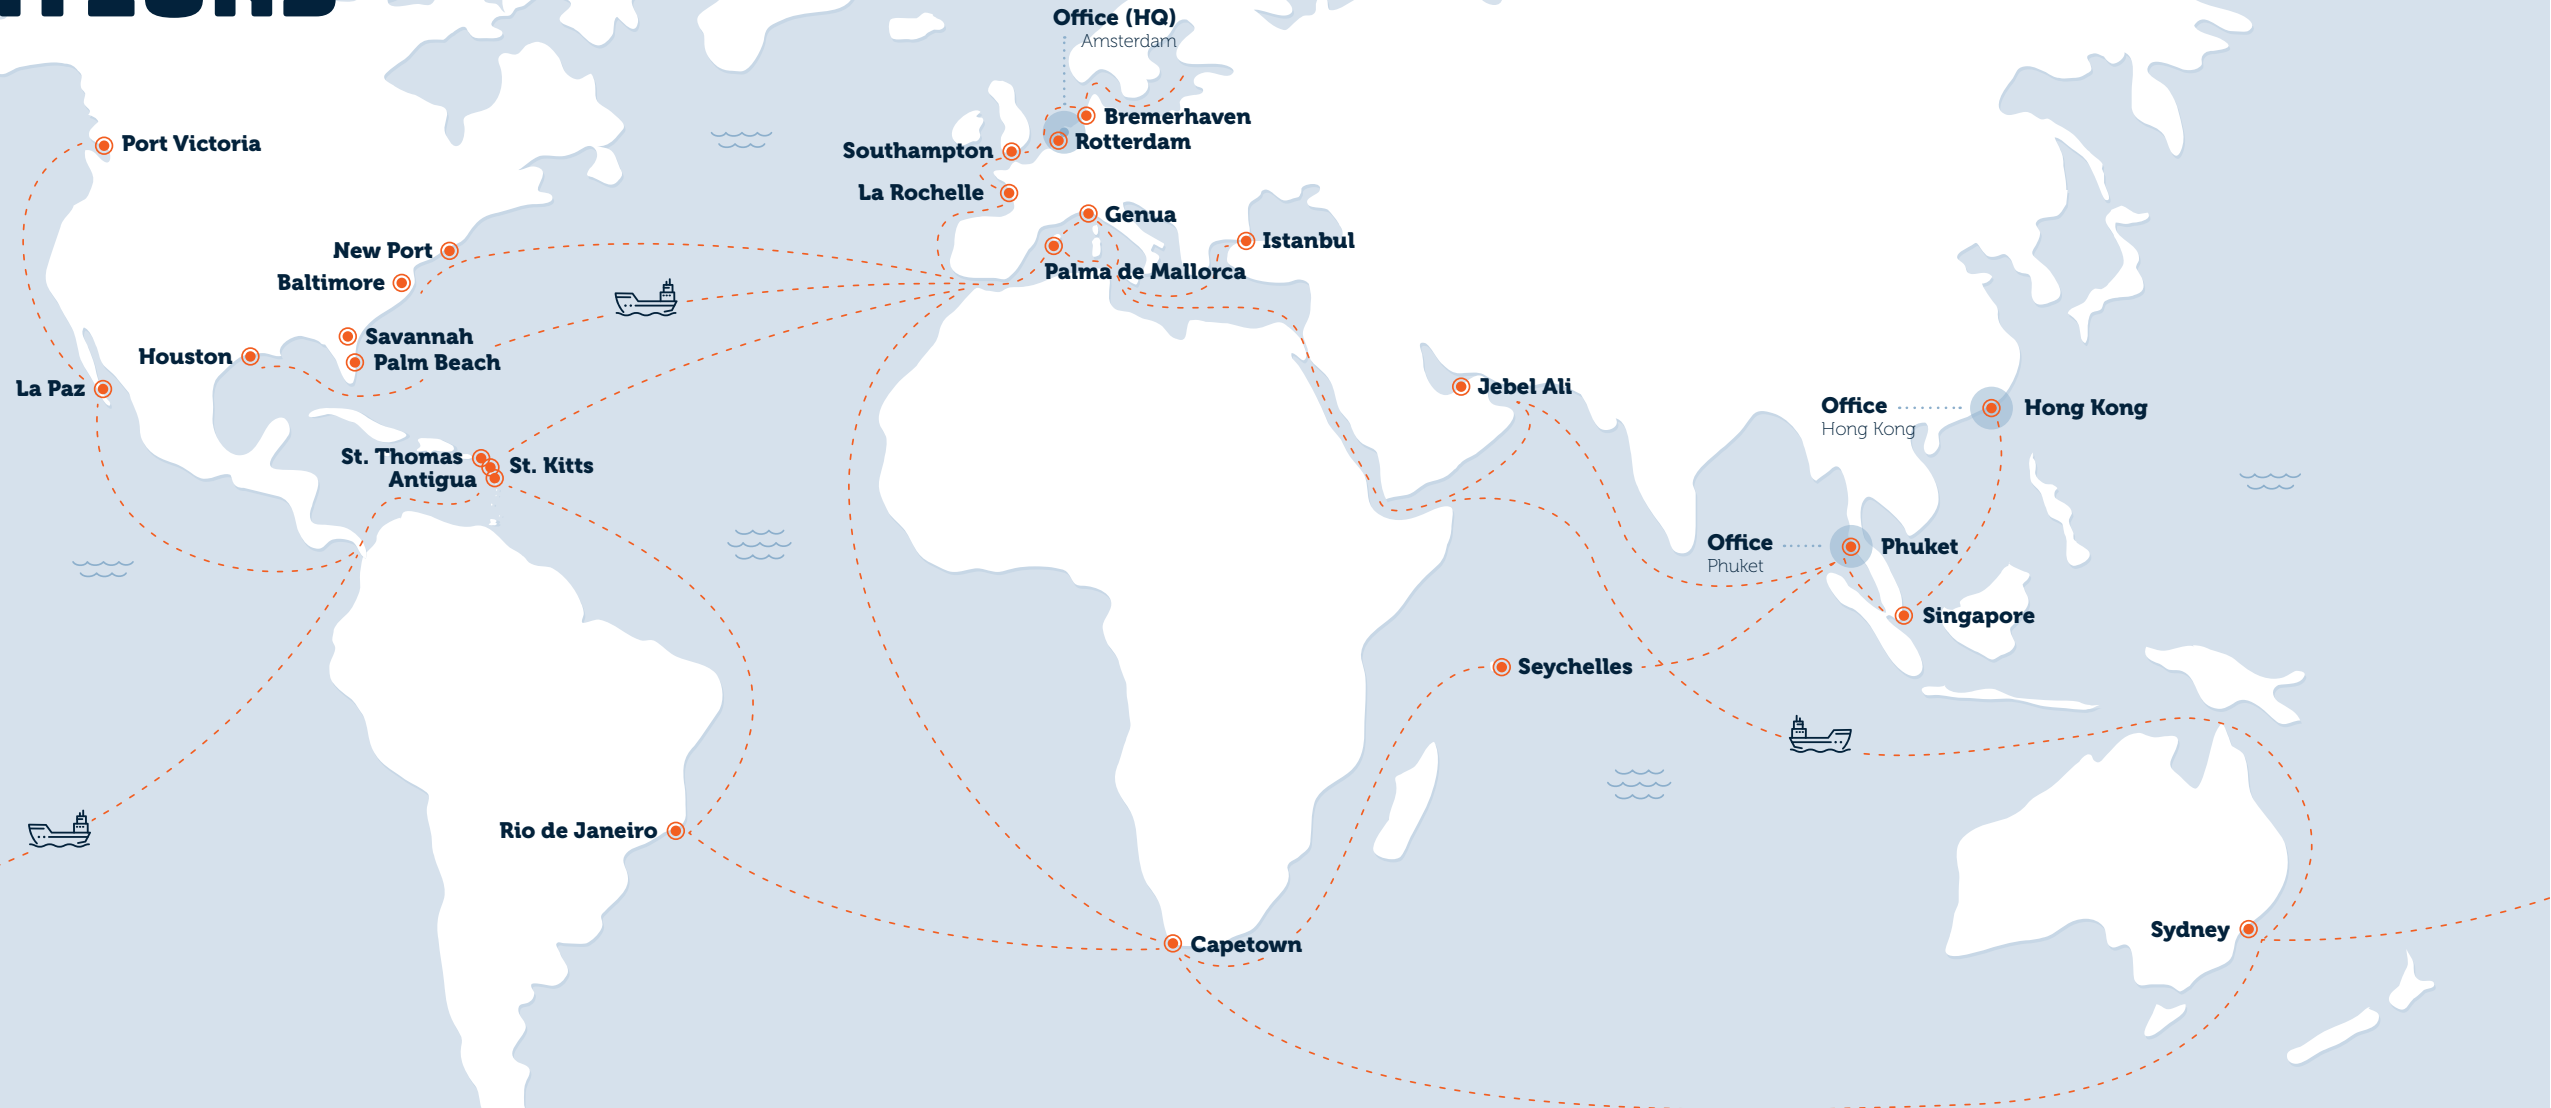 Office (HQ)
Amsterdam
Bremerhaven
Rotterdam
Port Victoria
Southampton
La Rochelle
Genua
New Port
Istanbul
Palma de Mallorca
Baltimore
Savannah
Houston
Palm Beach
La Paz
Jebel Ali
Office
Hong Kong
Hong Kong
St. Thomas
St. Kitts
Antigua
Office
Phuket
Phuket
Singapore
Seychelles
Rio de Janeiro
Capetown
Sydney